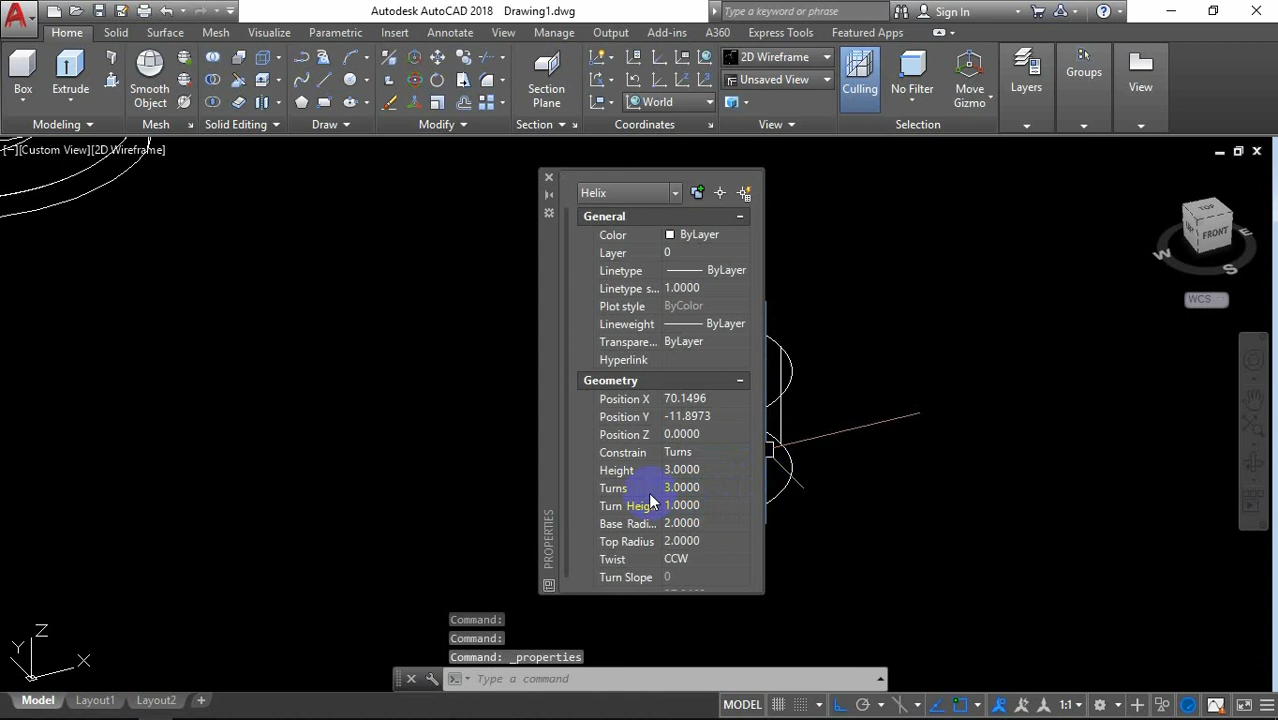 Autodesk AutoCAD 2018 Drawing1.dwg
Type a keyword or phrase
Sign In
Home Solid Surface Mesh Visualize Parametric Insert Annotate View Manage Output Add-ins A360 Express Tools Featured Apps
Box
Extrude
Smooth
Object
Section
Plane
World
2D Wireframe
Unsaved View
Culling
No Filter
Move
Gizmo
Layers
Groups
View
Modeling
Mesh
Solid Editing
Draw
Modify
Section
Coordinates
View
Selection
[−][Custom View][2D Wireframe]
TOP
FRONT
W
S
E
WCS
Helix
General
Color ByLayer
Layer 0
Linetype ByLayer
Linetype s... 1.0000
Plot style ByColor
Lineweight ByLayer
Transpare... ByLayer
Hyperlink
Geometry
Position X 70.1496
Position Y -11.8973
Position Z 0.0000
Constrain Turns
Height 3.0000
Turns 3.0000
Turn Heig 1.0000
Base Radi... 2.0000
Top Radius 2.0000
Twist CCW
Turn Slope 0
PROPERTIES
Z
Y
X
Command:
Command:
Command: _properties
Type a command
Model Layout1 Layout2
MODEL
1:1